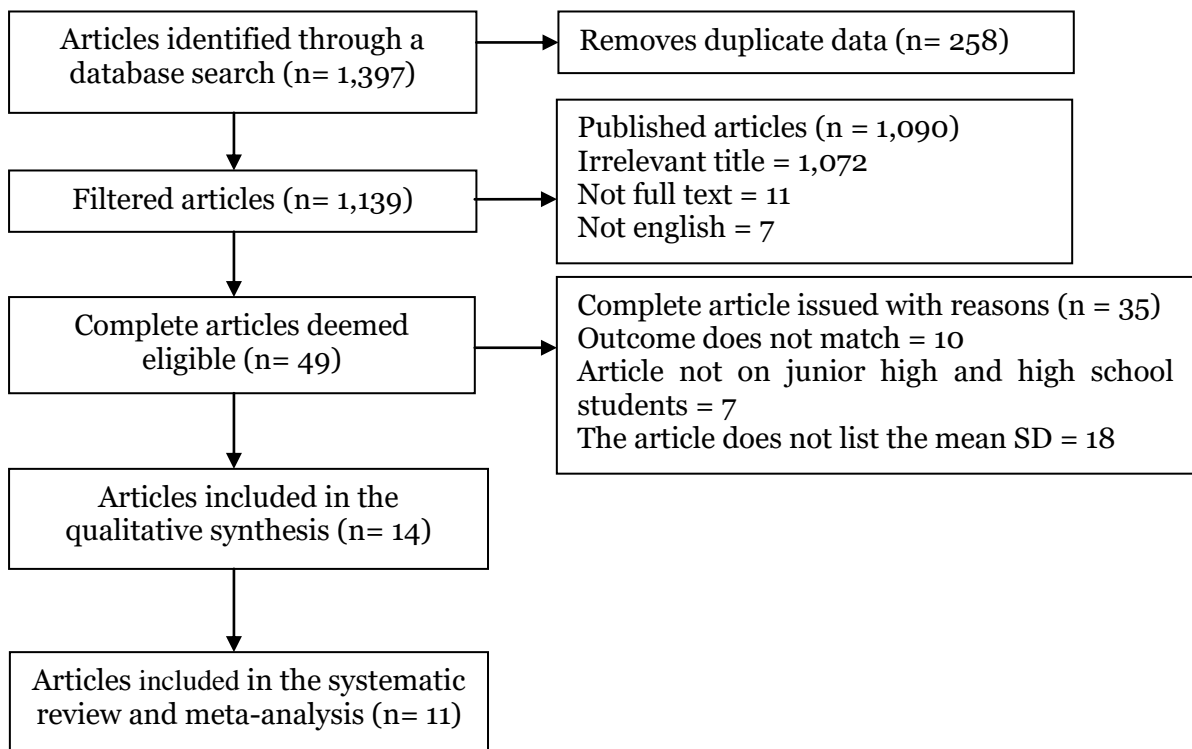 Articles identified through a
database search (n= 1,397)
Removes duplicate data (n= 258)
Filtered articles (n= 1,139)
Published articles (n = 1,090)
Irrelevant title = 1,072
Not full text = 11
Not english = 7
Complete articles deemed
eligible (n= 49)
Complete article issued with reasons (n = 35)
Outcome does not match = 10
Article not on junior high and high school
students = 7
The article does not list the mean SD = 18
Articles included in the
qualitative synthesis (n= 14)
Articles included in the systematic
review and meta-analysis (n= 11)